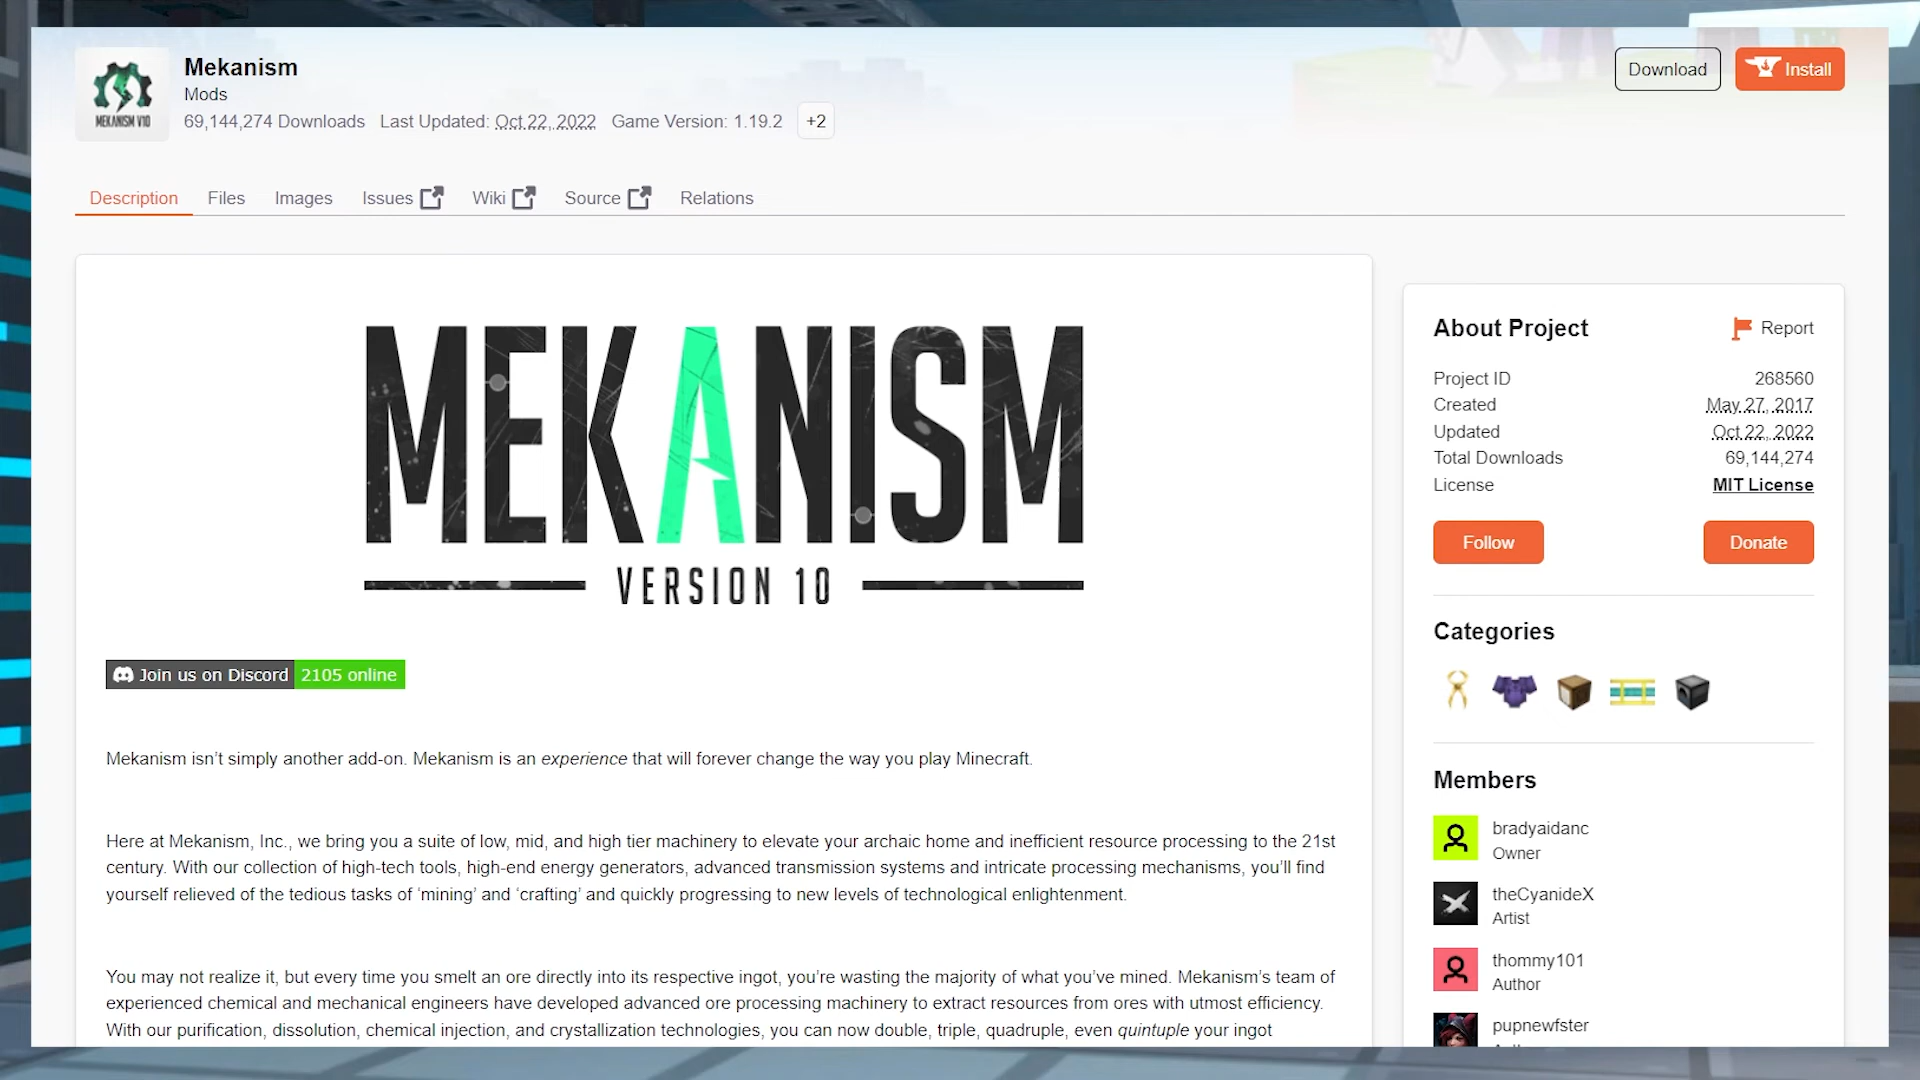 Mekanism
Mods
69,144,274 Downloads Last Updated: Oct 22, 2022 Game Version: 1.19.2 +2
Download Install
MEKANISM V10
Description Files Images Issues Wiki Source Relations
MEKANISM
VERSION 10
Join us on Discord 2105 online
Mekanism isn’t simply another add-on. Mekanism is an experience that will forever change the way you play Minecraft.
Here at Mekanism, Inc., we bring you a suite of low, mid, and high tier machinery to elevate your archaic home and inefficient resource processing to the 21st
century. With our collection of high-tech tools, high-end energy generators, advanced transmission systems and intricate processing mechanisms, you’ll find
yourself relieved of the tedious tasks of ‘mining’ and ‘crafting’ and quickly progressing to new levels of technological enlightenment.
You may not realize it, but every time you smelt an ore directly into its respective ingot, you’re wasting the majority of what you’ve mined. Mekanism’s team of
experienced chemical and mechanical engineers have developed advanced ore processing machinery to extract resources from ores with utmost efficiency.
With our purification, dissolution, chemical injection, and crystallization technologies, you can now double, triple, quadruple, even quintuple your ingot
About Project Report
Project ID 268560
Created May 27, 2017
Updated Oct 22, 2022
Total Downloads 69,144,274
License MIT License
Follow Donate
Categories
Members
bradyaidanc
Owner
theCyanideX
Artist
thommy101
Author
pupnewfster